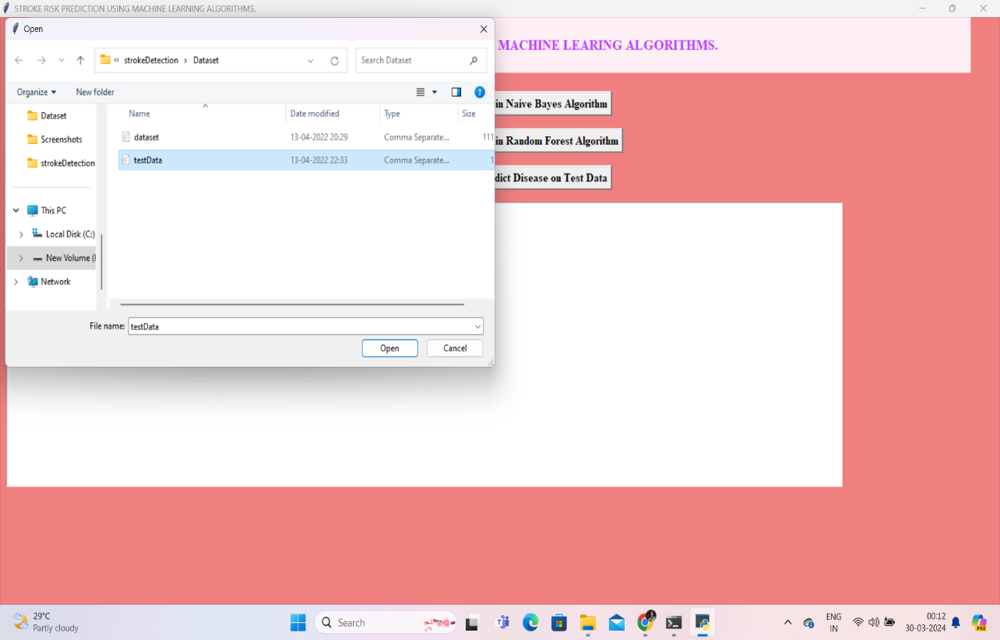 STROKE RISK PREDICTION USING MACHINE LEARNING ALGORITHMS.
Open
MACHINE LEARING ALGORITHMS.
« strokeDetection › Dataset
Search Dataset
Organize
New folder
Name
Date modified
Type
Size
Dataset
Screenshots
strokeDetection
dataset
13-04-2022 20:29
Comma Separate...
111
testData
13-04-2022 22:33
Comma Separate...
1
This PC
Local Disk (C:)
New Volume (
Network
File name:
testData
Open
Cancel
in Naive Bayes Algorithm
in Random Forest Algorithm
dict Disease on Test Data
29°C
Partly cloudy
Search
ENG
IN
00:12
30-03-2024
PRE